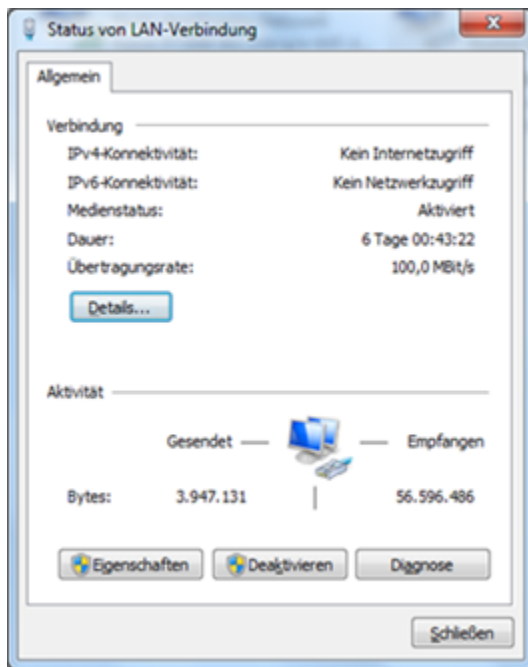 Status von LAN-Verbindung
Allgemein
Verbindung
IPv4-Konnektivität: Kein Internetzugriff
IPv6-Konnektivität: Kein Netzwerkzugriff
Medienstatus: Aktiviert
Dauer: 6 Tage 00:43:22
Übertragungsrate: 100,0 MBit/s
Details...
Aktivität
Gesendet Empfangen
Bytes: 3.947.131 56.596.486
Eigenschaften Deaktivieren Diagnose
Schließen